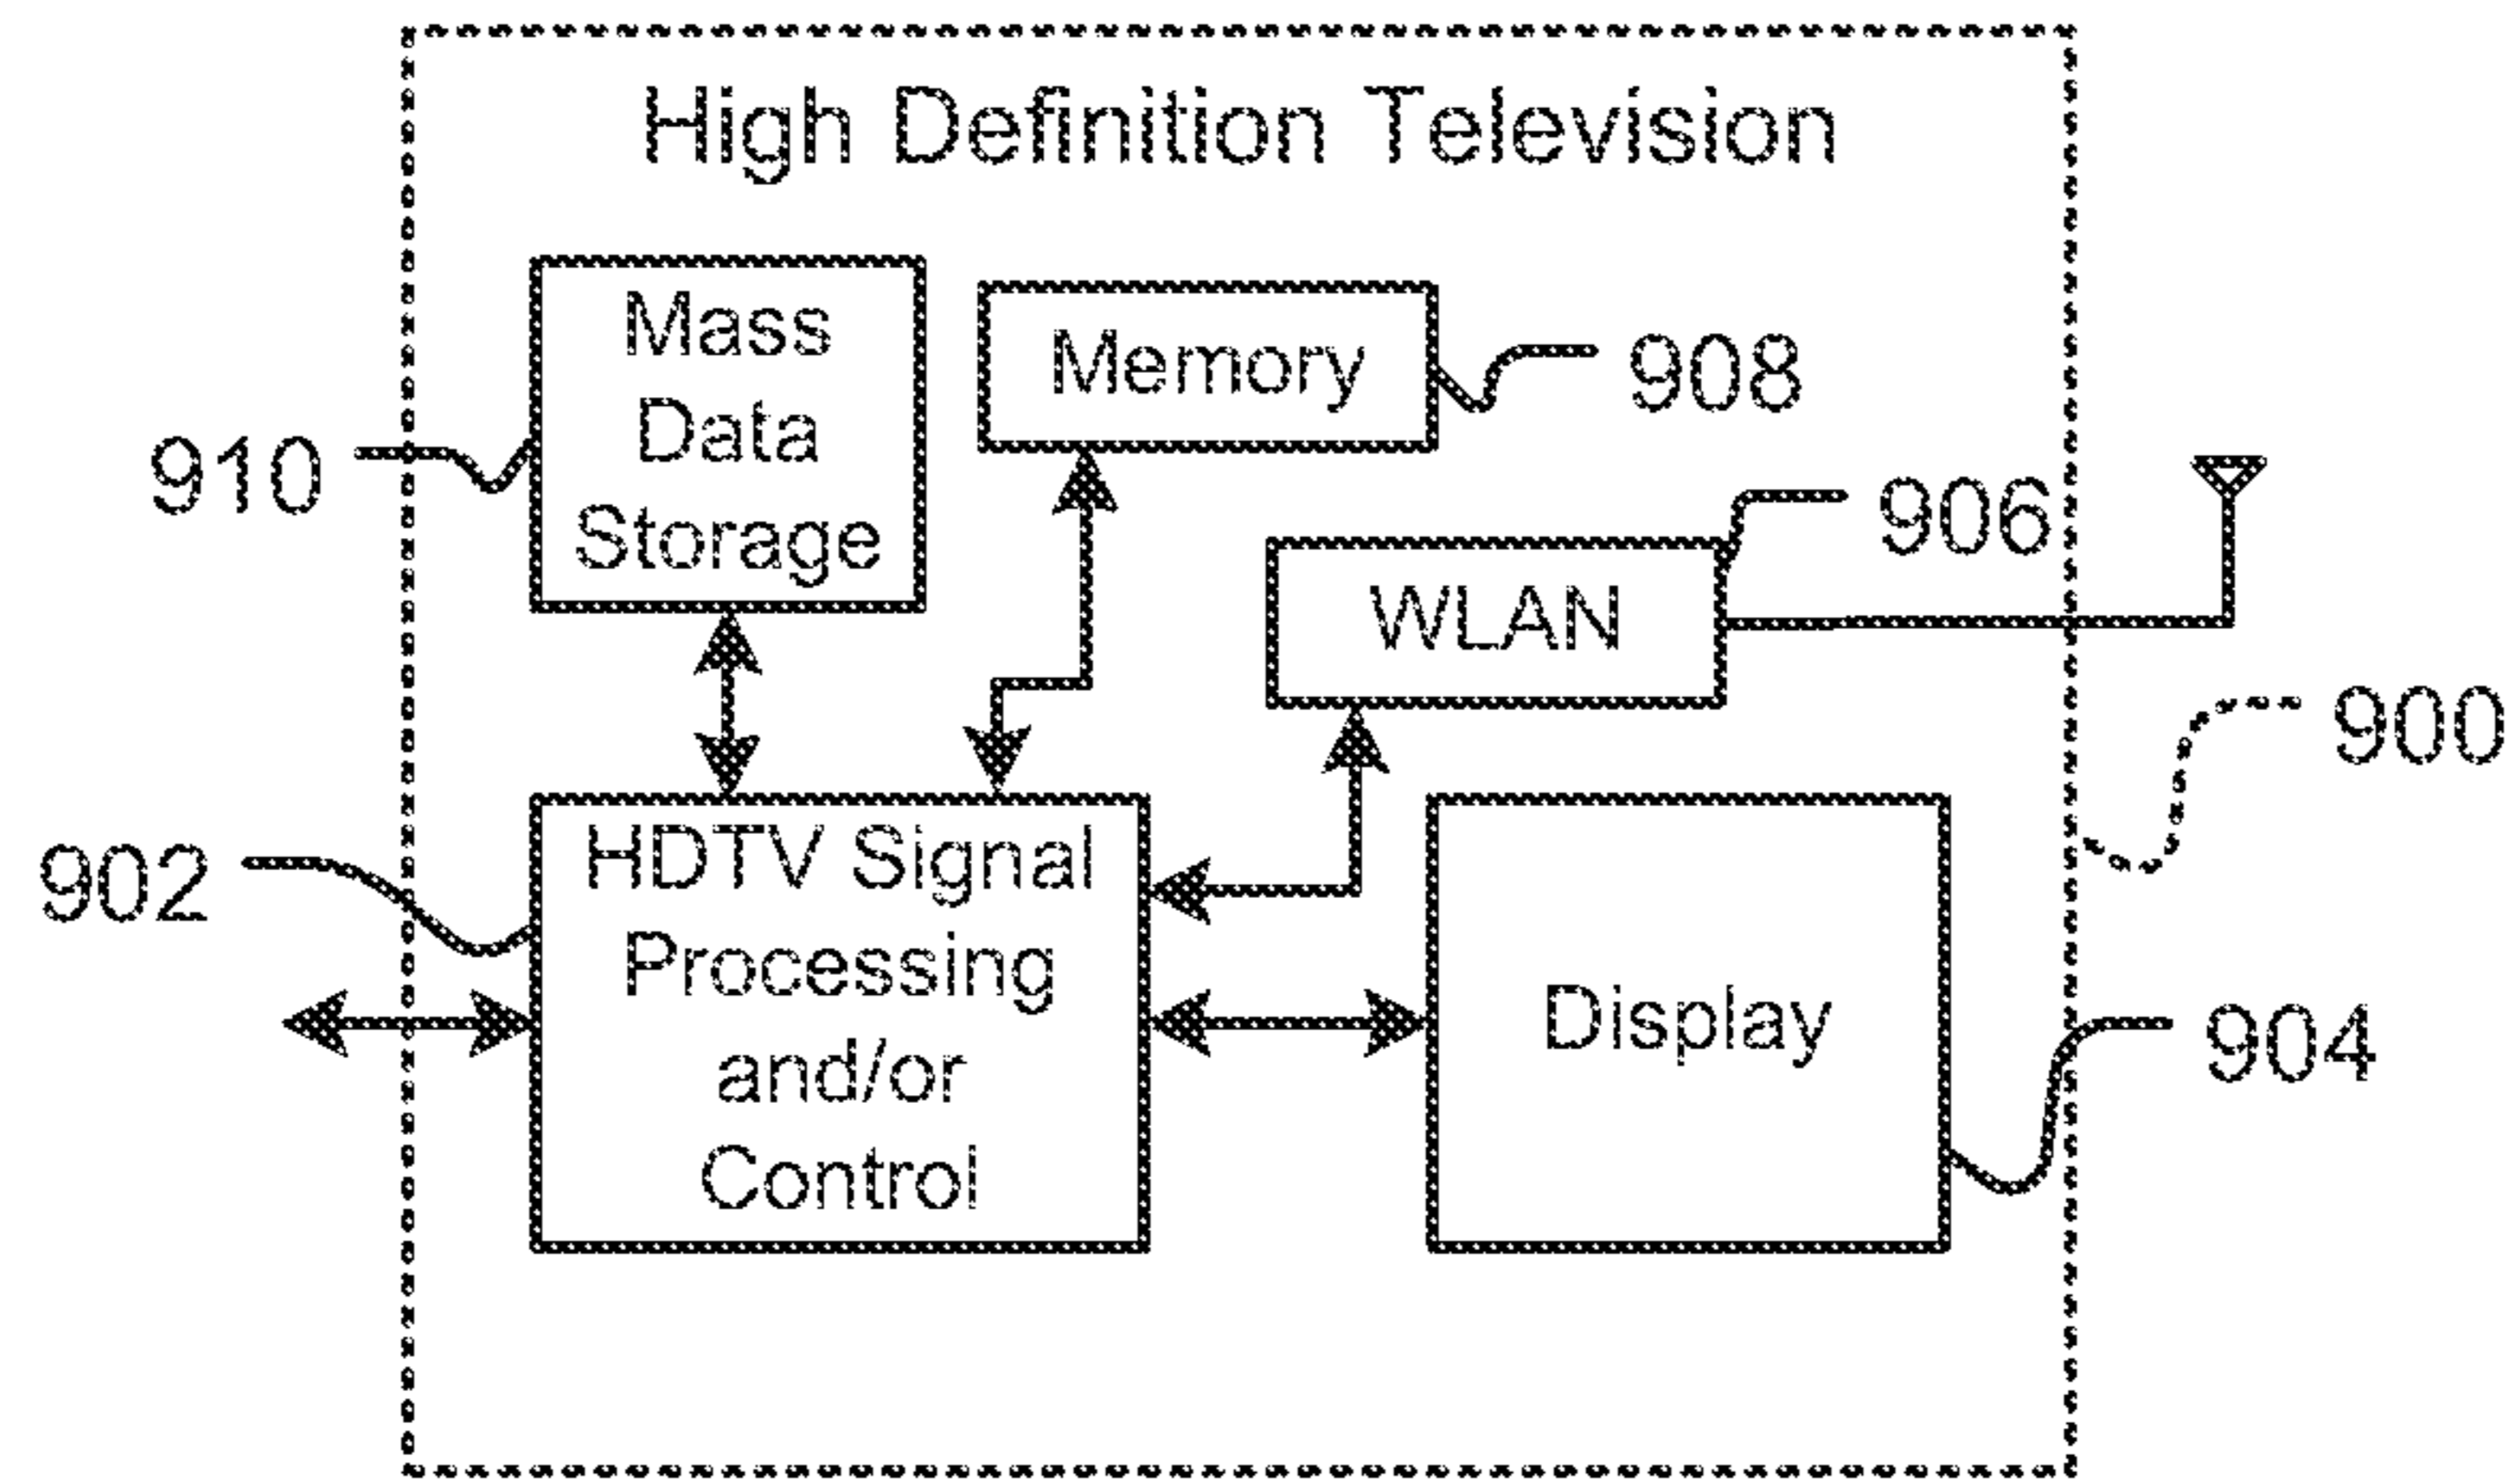 High Definition Television
Mass
Data
Storage
910
Memory
908
906
WLAN
900
902
HDTV Signal
Processing
and/or
Control
Display
904